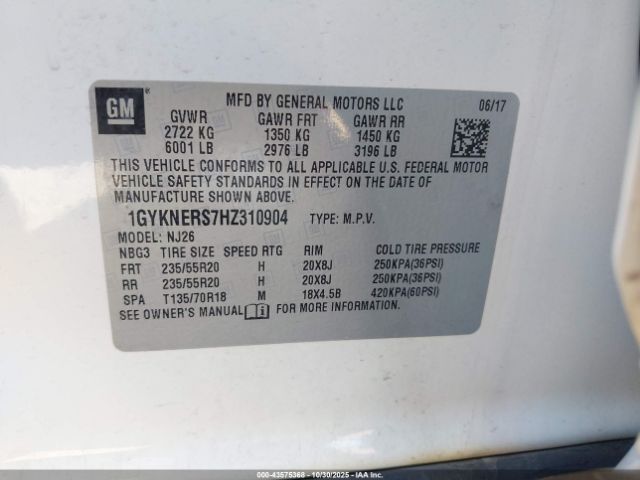 GM
MFD BY GENERAL MOTORS LLC 06/17
GVWR GAWR FRT GAWR RR
2722 KG 1350 KG 1450 KG
6001 LB 2976 LB 3196 LB
THIS VEHICLE CONFORMS TO ALL APPLICABLE U.S. FEDERAL MOTOR
VEHICLE SAFETY STANDARDS IN EFFECT ON THE DATE OF
MANUFACTURE SHOWN ABOVE.
1GYKNERS7HZ310904 TYPE: M.P.V.
MODEL: NJ26
NBG3 TIRE SIZE SPEED RTG RIM COLD TIRE PRESSURE
FRT 235/55R20 H 20X8J 250KPA(36PSI)
RR 235/55R20 H 20X8J 250KPA(36PSI)
SPA T135/70R18 M 18X4.5B 420KPA(60PSI)
SEE OWNER'S MANUAL FOR MORE INFORMATION.
000-43575368 - 10/30/2025 - IAAI.COM